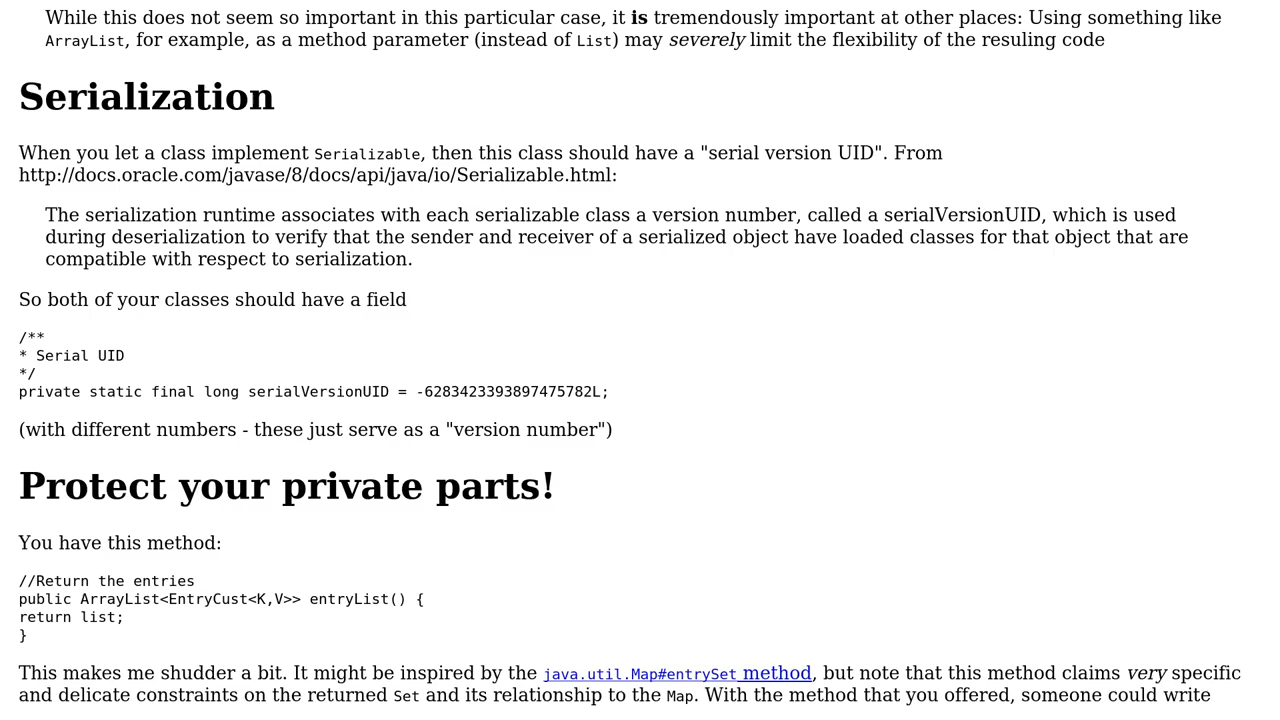 While this does not seem so important in this particular case, it is tremendously important at other places: Using something like
ArrayList, for example, as a method parameter (instead of List) may severely limit the flexibility of the resuling code
Serialization
When you let a class implement Serializable, then this class should have a "serial version UID". From
http://docs.oracle.com/javase/8/docs/api/java/io/Serializable.html:
The serialization runtime associates with each serializable class a version number, called a serialVersionUID, which is used
during deserialization to verify that the sender and receiver of a serialized object have loaded classes for that object that are
compatible with respect to serialization.
So both of your classes should have a field
/**
* Serial UID
*/
private static final long serialVersionUID = -6283423393897475782L;
(with different numbers - these just serve as a "version number")
Protect your private parts!
You have this method:
//Return the entries
public ArrayList<EntryCust<K,V>> entryList() {
return list;
}
This makes me shudder a bit. It might be inspired by the java.util.Map#entrySet method, but note that this method claims very specific
and delicate constraints on the returned Set and its relationship to the Map. With the method that you offered, someone could write